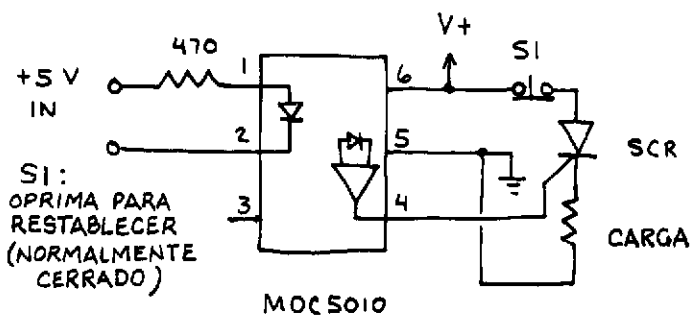 470
+5 V
IN
1
2
3
6
5
4
V+
S1
SCR
CARGA
S1:
OPRIMA PARA
RESTABLECER
(NORMALMENTE
CERRADO)
MOC5010